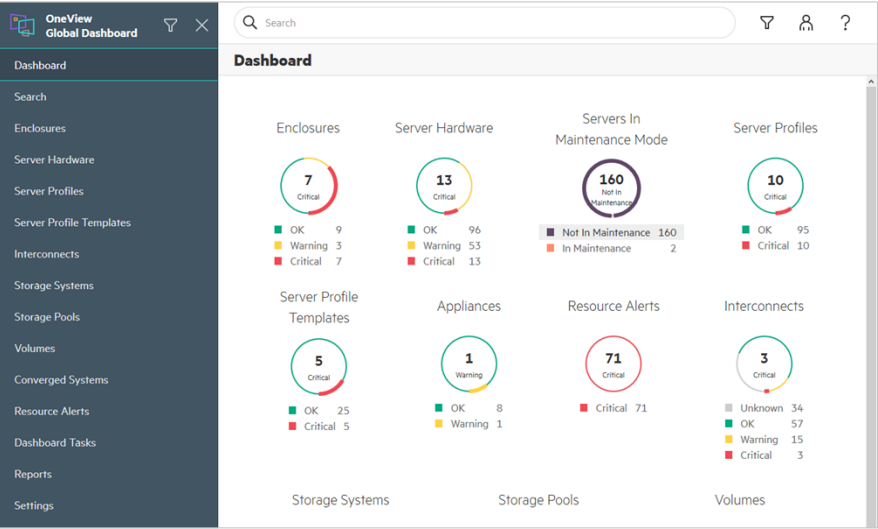 OneView
Global Dashboard
Search
Dashboard
Dashboard
Search
Enclosures
Server Hardware
Server Profiles
Server Profile Templates
Interconnects
Storage Systems
Storage Pools
Volumes
Converged Systems
Resource Alerts
Dashboard Tasks
Reports
Settings
Enclosures
7
Critical
OK 9
Warning 3
Critical 7
Server Hardware
13
Critical
OK 96
Warning 53
Critical 13
Servers In
Maintenance Mode
160
Not In
Maintenance
Not In Maintenance 160
In Maintenance 2
Server Profiles
10
Critical
OK 95
Critical 10
Server Profile
Templates
5
Critical
OK 25
Critical 5
Appliances
1
Warning
OK 8
Warning 1
Resource Alerts
71
Critical
Critical 71
Interconnects
3
Critical
Unknown 34
OK 57
Warning 15
Critical 3
Storage Systems
Storage Pools
Volumes